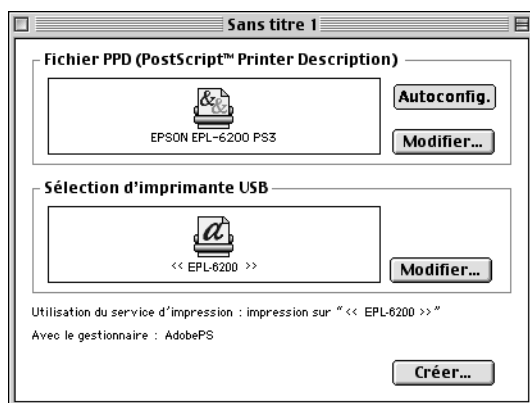 Sans titre 1
Fichier PPD (PostScript™ Printer Description)
EPSON EPL-6200 PS3
Autoconfig.
Modifier...
Sélection d'imprimante USB
<< EPL-6200 >>
Modifier...
Utilisation du service d'impression : impression sur “<< EPL-6200 >>”
Avec le gestionnaire : AdobePS
Créer...